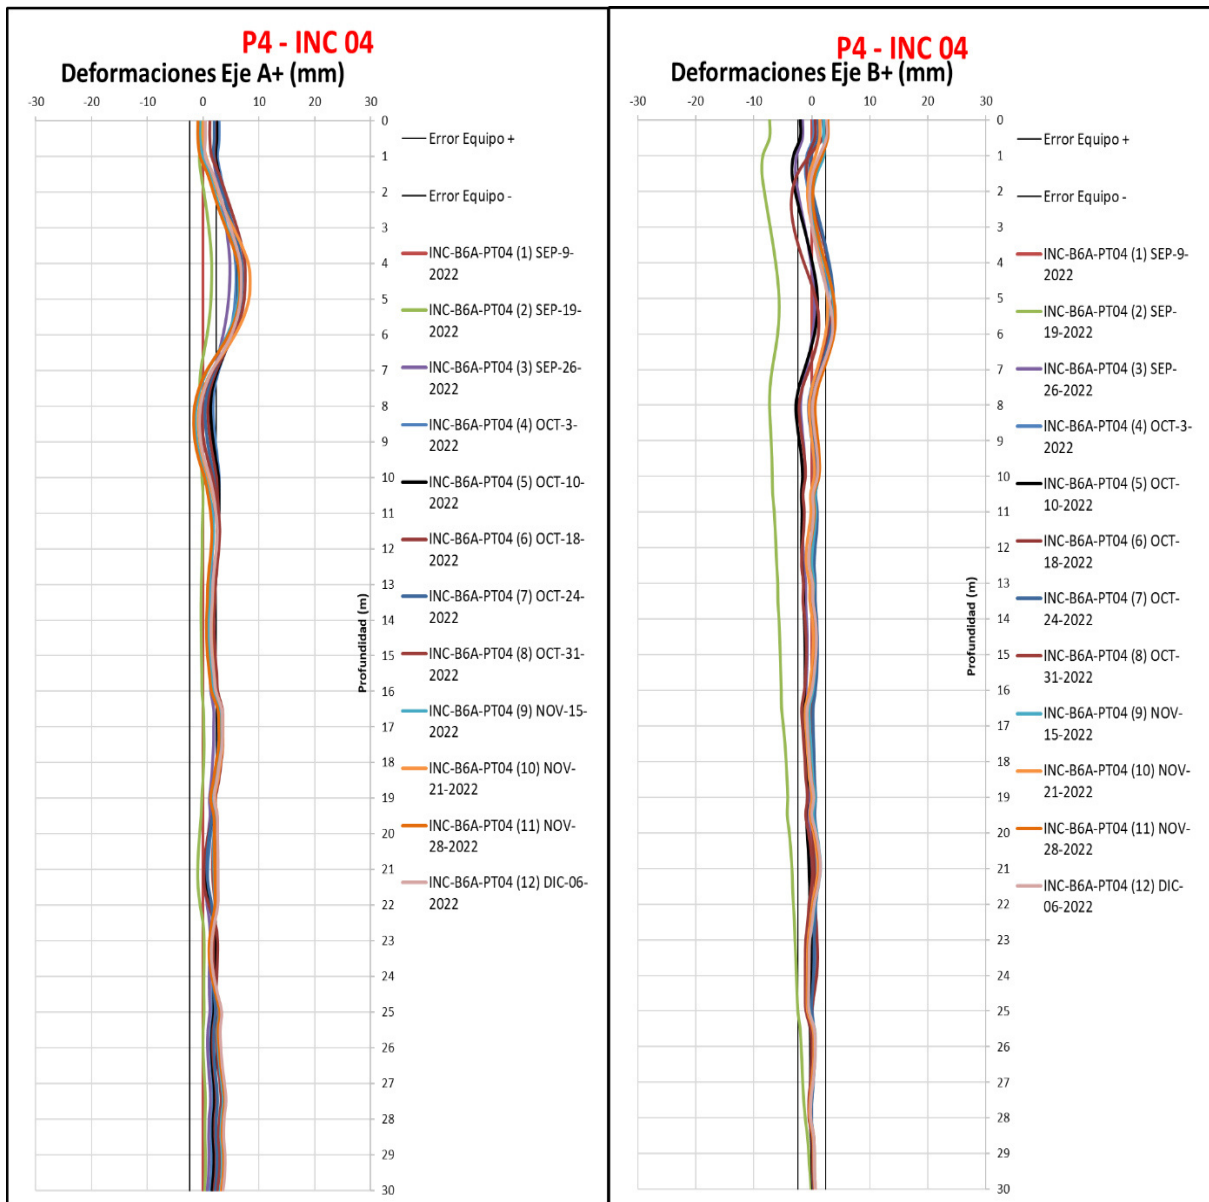 P4 - INC 04
Deformaciones Eje A+ (mm)
-30 -20 -10 0 10 20 30
0
1
2
3
4
5
6
7
8
9
10
11
12
13
14
15
16
17
18
19
20
21
22
23
24
25
26
27
28
29
30
Profundidad (m)
Error Equipo +
Error Equipo -
INC-B6A-PT04 (1) SEP-9-
2022
INC-B6A-PT04 (2) SEP-19-
2022
INC-B6A-PT04 (3) SEP-26-
2022
INC-B6A-PT04 (4) OCT-3-
2022
INC-B6A-PT04 (5) OCT-10-
2022
INC-B6A-PT04 (6) OCT-18-
2022
INC-B6A-PT04 (7) OCT-24-
2022
INC-B6A-PT04 (8) OCT-31-
2022
INC-B6A-PT04 (9) NOV-15-
2022
INC-B6A-PT04 (10) NOV-
21-2022
INC-B6A-PT04 (11) NOV-
28-2022
INC-B6A-PT04 (12) DIC-06-
2022
P4 - INC 04
Deformaciones Eje B+ (mm)
-30 -20 -10 0 10 20 30
0
1
2
3
4
5
6
7
8
9
10
11
12
13
14
15
16
17
18
19
20
21
22
23
24
25
26
27
28
29
30
Profundidad (m)
Error Equipo +
Error Equipo -
INC-B6A-PT04 (1) SEP-9-
2022
INC-B6A-PT04 (2) SEP-
19-2022
INC-B6A-PT04 (3) SEP-
26-2022
INC-B6A-PT04 (4) OCT-3-
2022
INC-B6A-PT04 (5) OCT-
10-2022
INC-B6A-PT04 (6) OCT-
18-2022
INC-B6A-PT04 (7) OCT-
24-2022
INC-B6A-PT04 (8) OCT-
31-2022
INC-B6A-PT04 (9) NOV-
15-2022
INC-B6A-PT04 (10) NOV-
21-2022
INC-B6A-PT04 (11) NOV-
28-2022
INC-B6A-PT04 (12) DIC-
06-2022